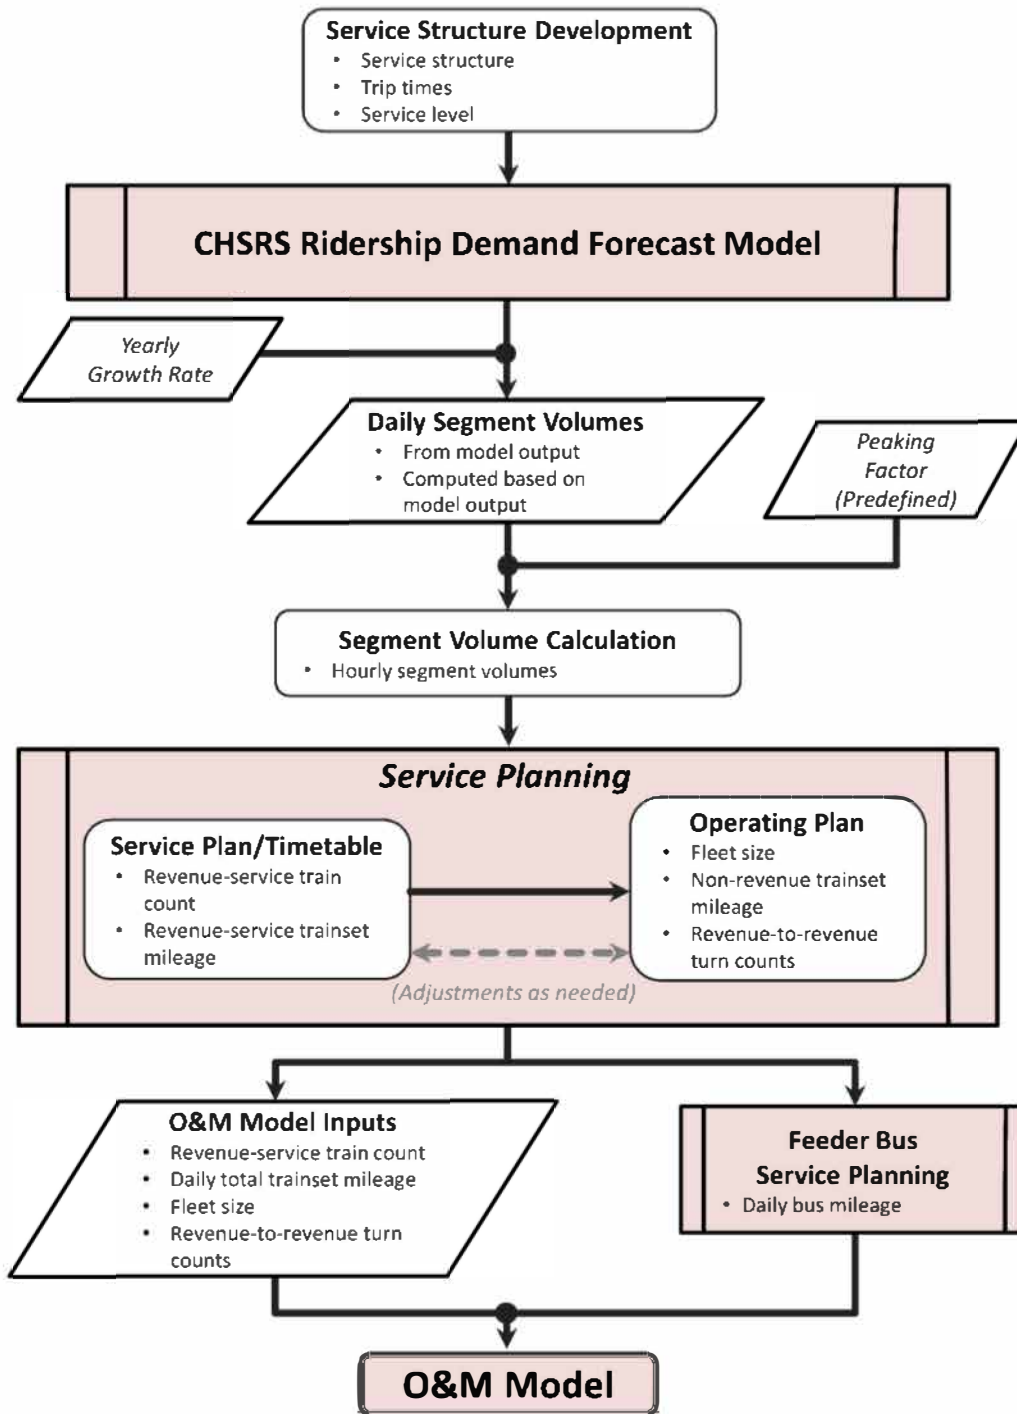 Service Structure Development
• Service structure
• Trip times
• Service level
CHSRS Ridership Demand Forecast Model
Yearly
Growth Rate
Daily Segment Volumes
• From model output
• Computed based on
model output
Peaking
Factor
(Predefined)
Segment Volume Calculation
• Hourly segment volumes
Service Planning
Service Plan/Timetable
• Revenue-service train
count
• Revenue-service trainset
mileage
Operating Plan
• Fleet size
• Non-revenue trainset
mileage
• Revenue-to-revenue
turn counts
(Adjustments as needed)
O&M Model Inputs
• Revenue-service train count
• Daily total trainset mileage
• Fleet size
• Revenue-to-revenue turn
counts
Feeder Bus
Service Planning
• Daily bus mileage
O&M Model